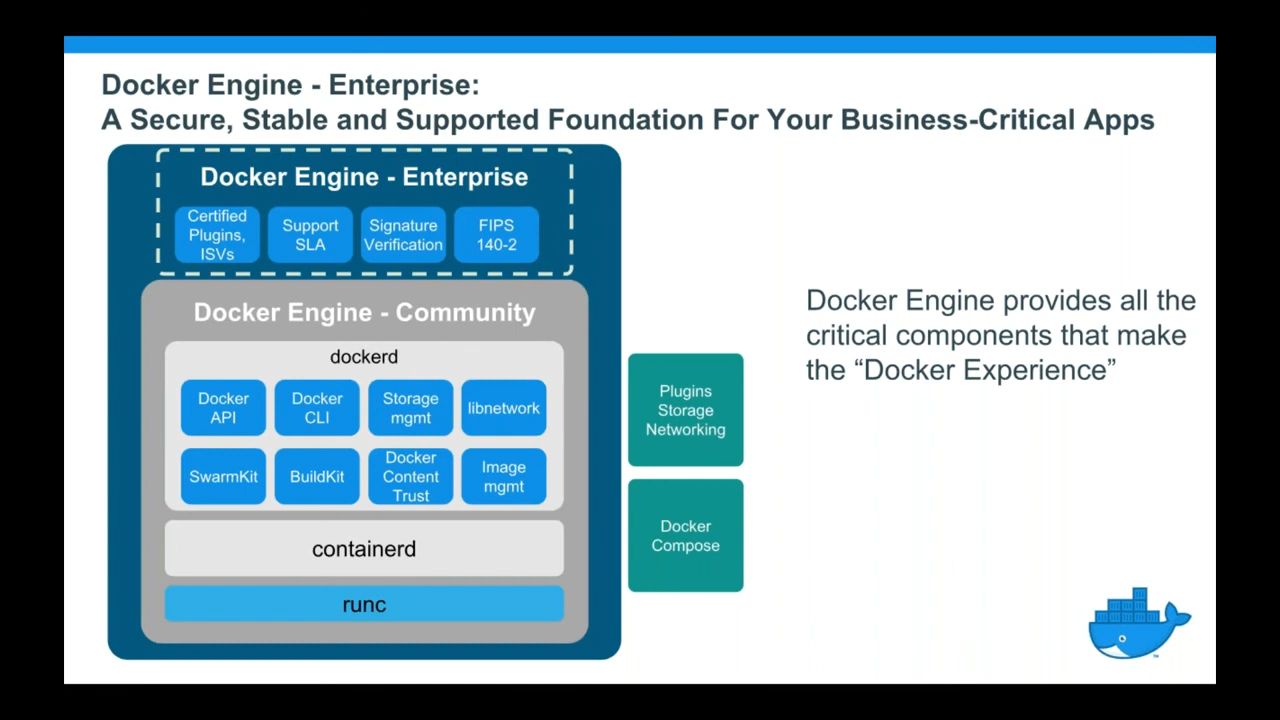 Docker Engine - Enterprise:
A Secure, Stable and Supported Foundation For Your Business-Critical Apps
Docker Engine - Enterprise
Certified
Plugins,
ISVs
Support
SLA
Signature
Verification
FIPS
140-2
Docker Engine - Community
dockerd
Docker
API
Docker
CLI
Storage
mgmt
libnetwork
SwarmKit
BuildKit
Docker
Content
Trust
Image
mgmt
containerd
runc
Plugins
Storage
Networking
Docker
Compose
Docker Engine provides all the
critical components that make
the “Docker Experience”